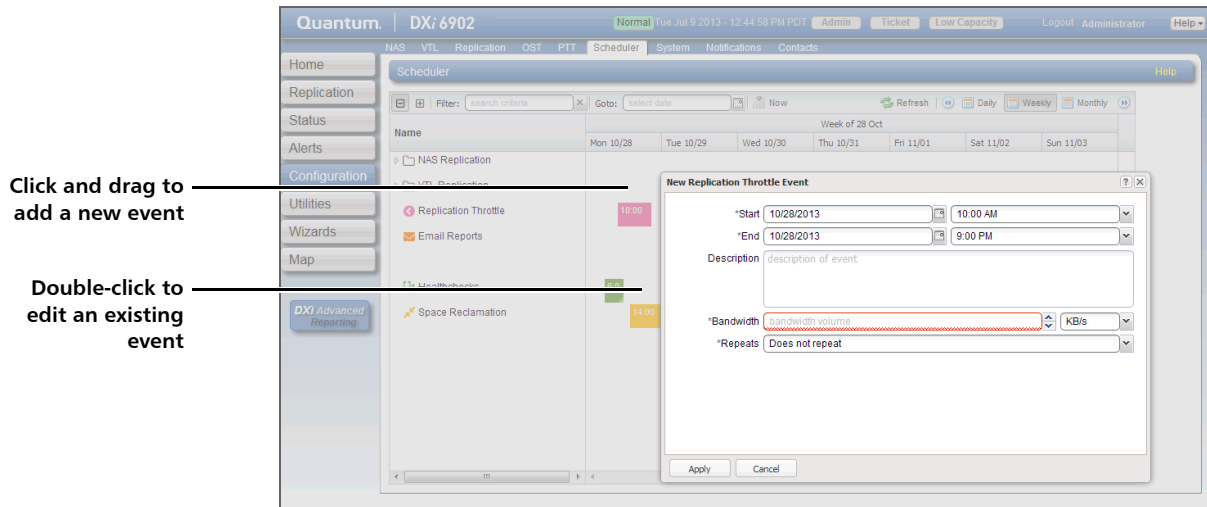 Quantum. DXi 6902 Normal Tue Jul 9 2013 - 12:44:58 PM PDT Admin Ticket Low Capacity Logout Administrator Help
NAS VTL Replication OST PTT Scheduler System Notifications Contacts
Home
Replication
Status
Alerts
Configuration
Utilities
Wizards
Map
DXi Advanced
Reporting
Scheduler Help
Filter: search criteria Goto: select date Now Refresh Daily Weekly Monthly
Name
Week of 28 Oct
Mon 10/28 Tue 10/29 Wed 10/30 Thu 10/31 Fri 11/01 Sat 11/02 Sun 11/03
NAS Replication
VTL Replication
Replication Throttle 10:00
Email Reports
Healthchecks
Space Reclamation 14:00
Click and drag to
add a new event
Double-click to
edit an existing
event
New Replication Throttle Event
*Start 10/28/2013 10:00 AM
*End 10/28/2013 9:00 PM
Description description of event
*Bandwidth bandwidth volume KB/s
*Repeats Does not repeat
Apply Cancel